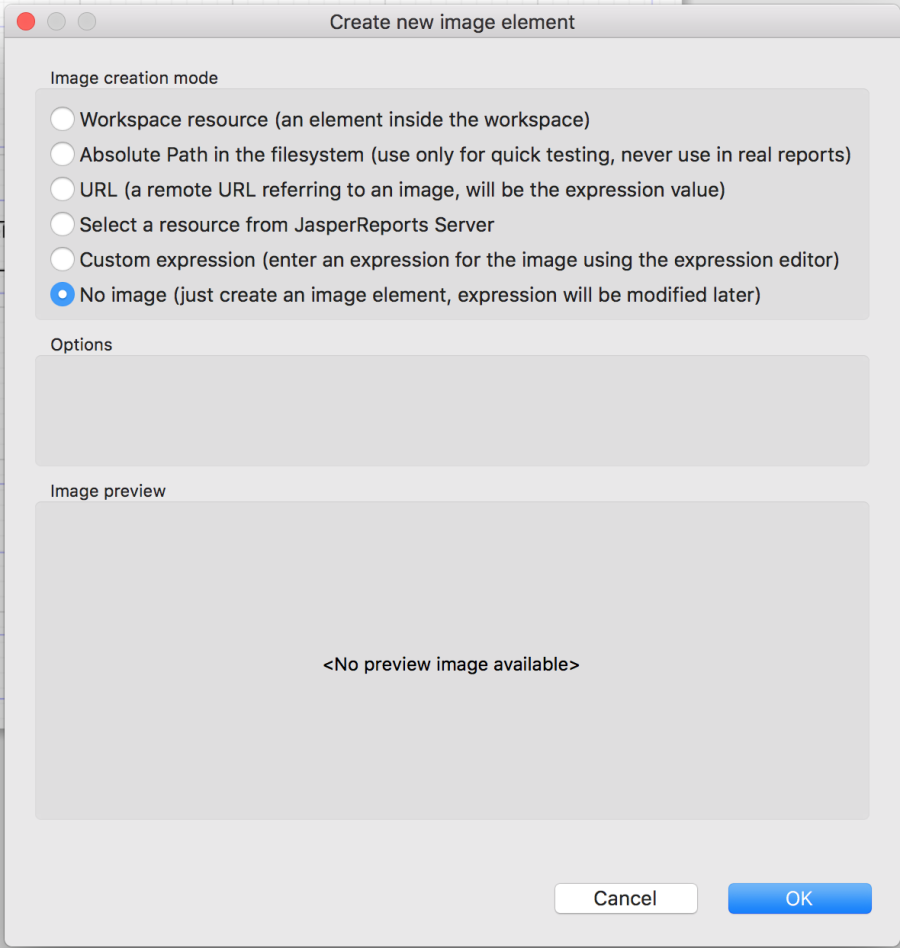 Create new image element
Image creation mode
Workspace resource (an element inside the workspace)
Absolute Path in the filesystem (use only for quick testing, never use in real reports)
URL (a remote URL referring to an image, will be the expression value)
Select a resource from JasperReports Server
Custom expression (enter an expression for the image using the expression editor)
No image (just create an image element, expression will be modified later)
Options
Image preview
<No preview image available>
Cancel
OK